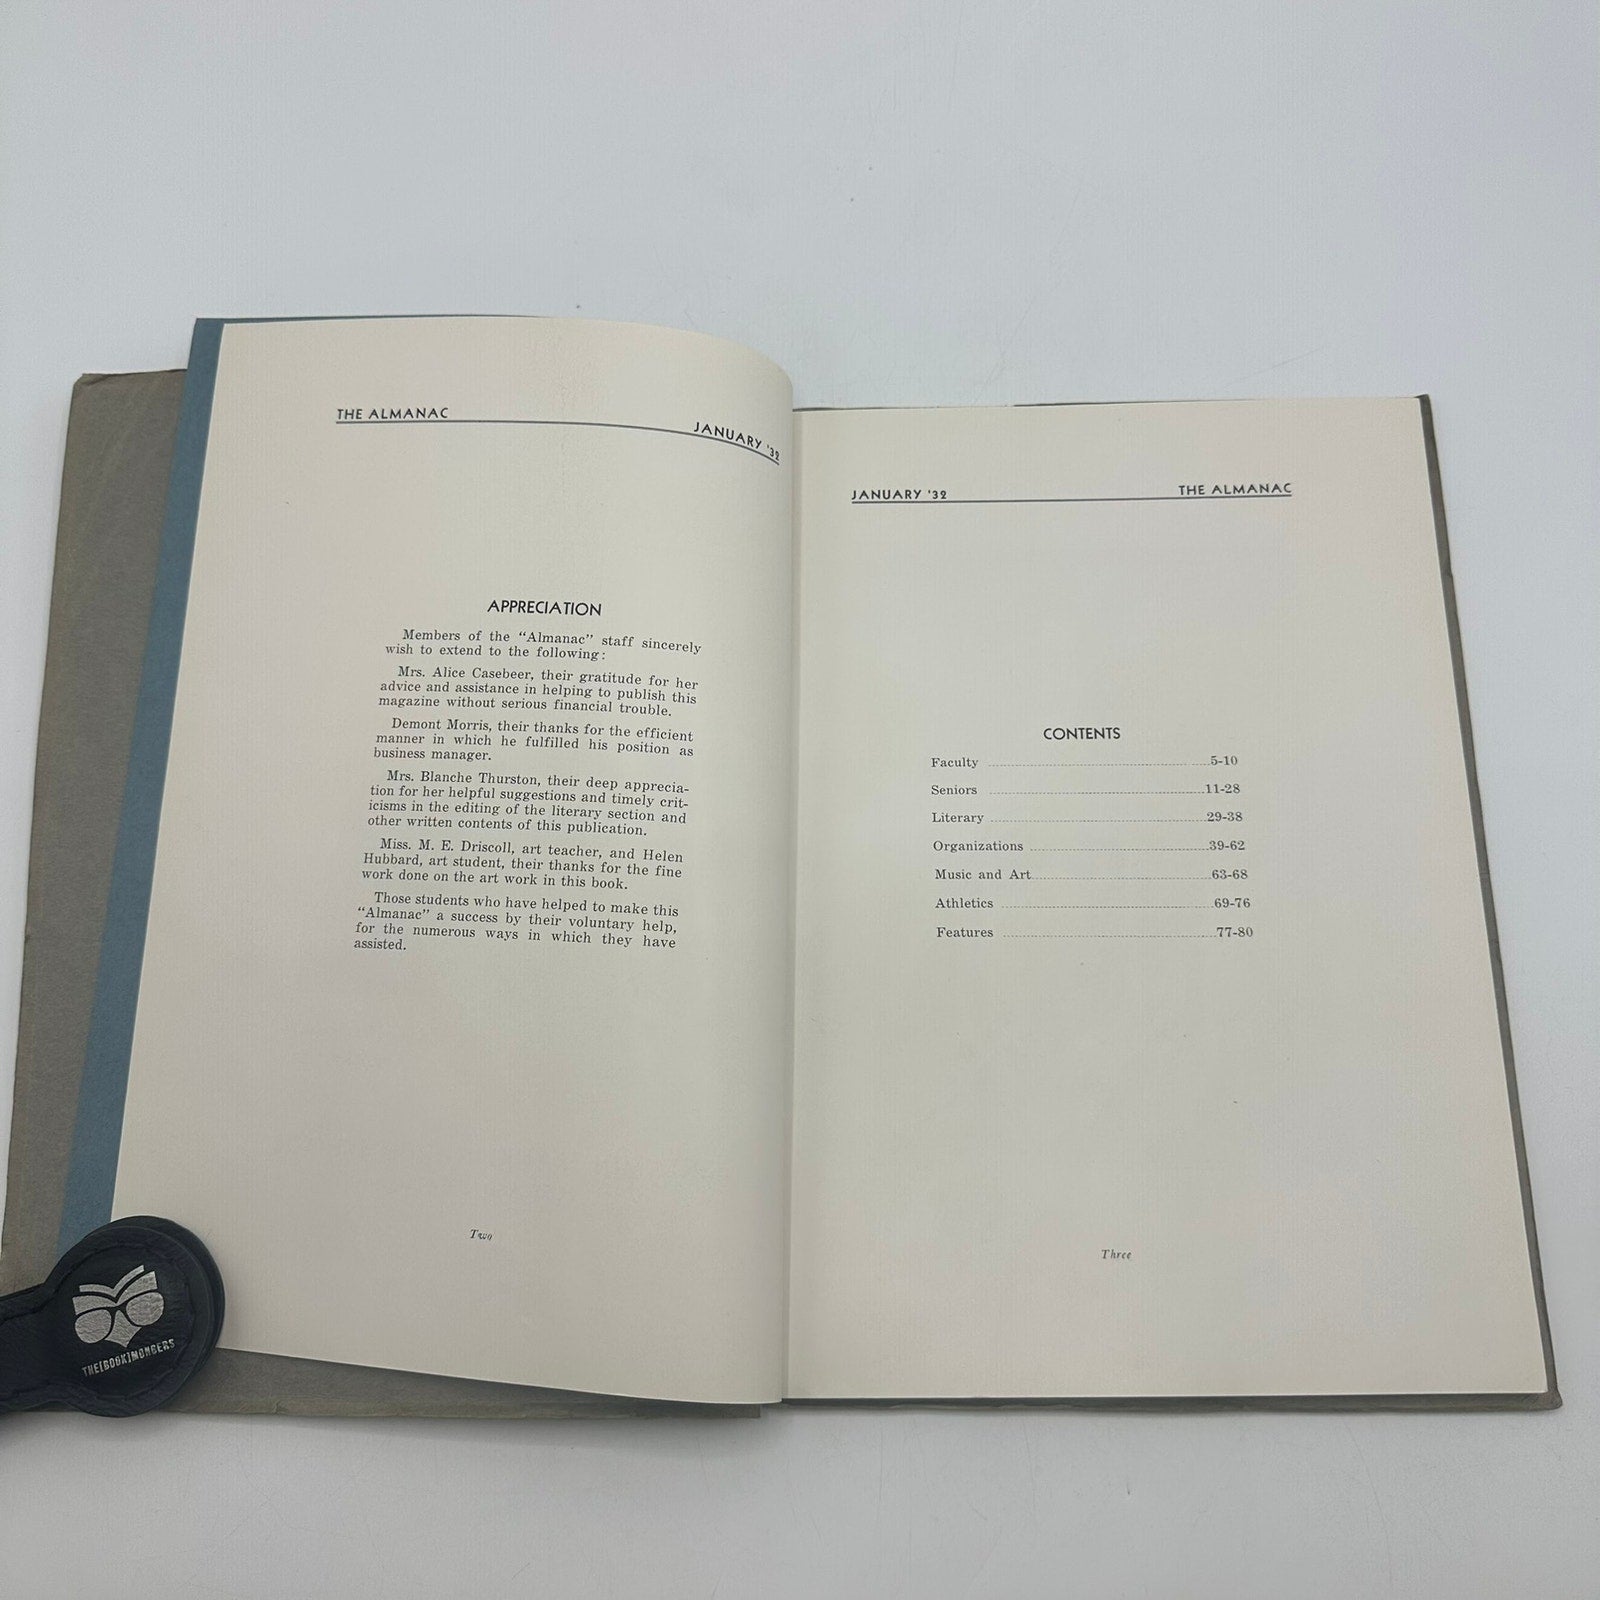 THE ALMANAC
JANUARY '32
APPRECIATION
Members of the “Almanac” staff sincerely
wish to extend to the following:
Mrs. Alice Casebeer, their gratitude for her
advice and assistance in helping to publish this
magazine without serious financial trouble.
Demont Morris, their thanks for the efficient
manner in which he fulfilled his position as
business manager.
Mrs. Blanche Thurston, their deep apprecia-
tion for her helpful suggestions and timely crit-
icisms in the editing of the literary section and
other written contents of this publication.
Miss. M. E. Driscoll, art teacher, and Helen
Hubbard, art student, their thanks for the fine
work done on the art work in this book.
Those students who have helped to make this
“Almanac” a success by their voluntary help,
for the numerous ways in which they have
assisted.
Two
JANUARY '32 THE ALMANAC
CONTENTS
Faculty 5-10
Seniors 11-28
Literary 29-38
Organizations 39-62
Music and Art 63-68
Athletics 69-76
Features 77-80
Three
THE[BOOK]MONGERS